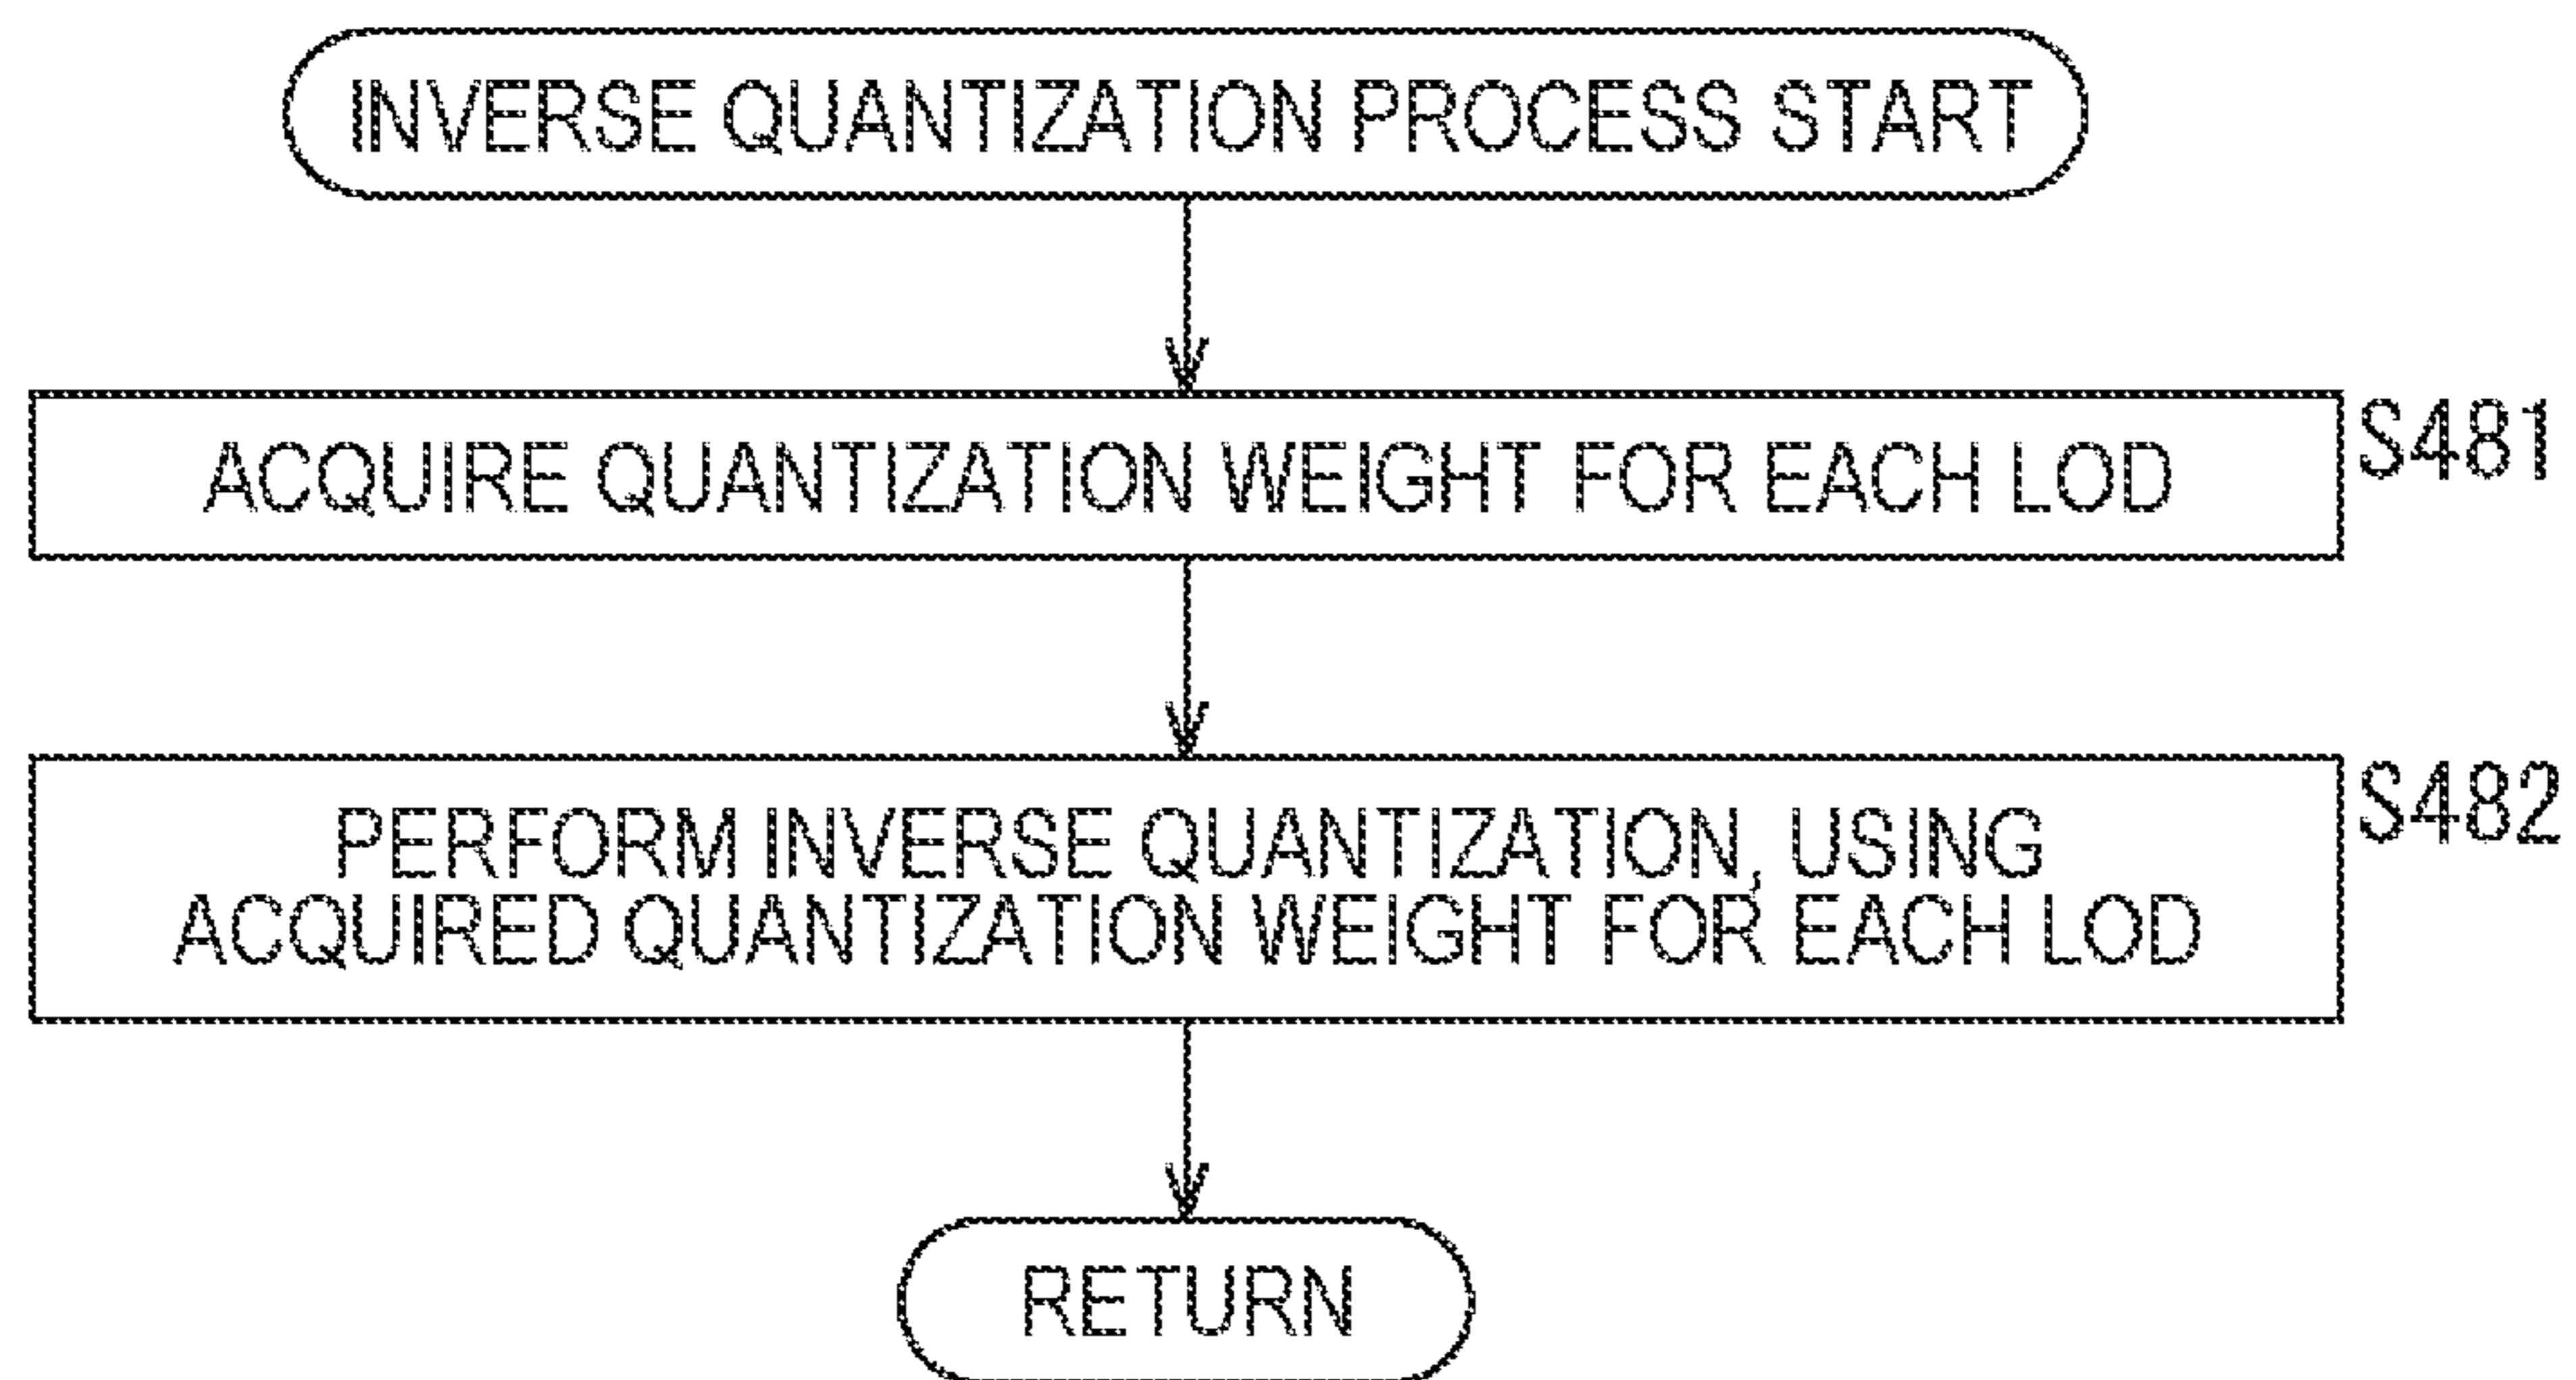 INVERSE QUANTIZATION PROCESS START
ACQUIRE QUANTIZATION WEIGHT FOR EACH LOD
S481
PERFORM INVERSE QUANTIZATION, USING
ACQUIRED QUANTIZATION WEIGHT FOR EACH LOD
S482
RETURN